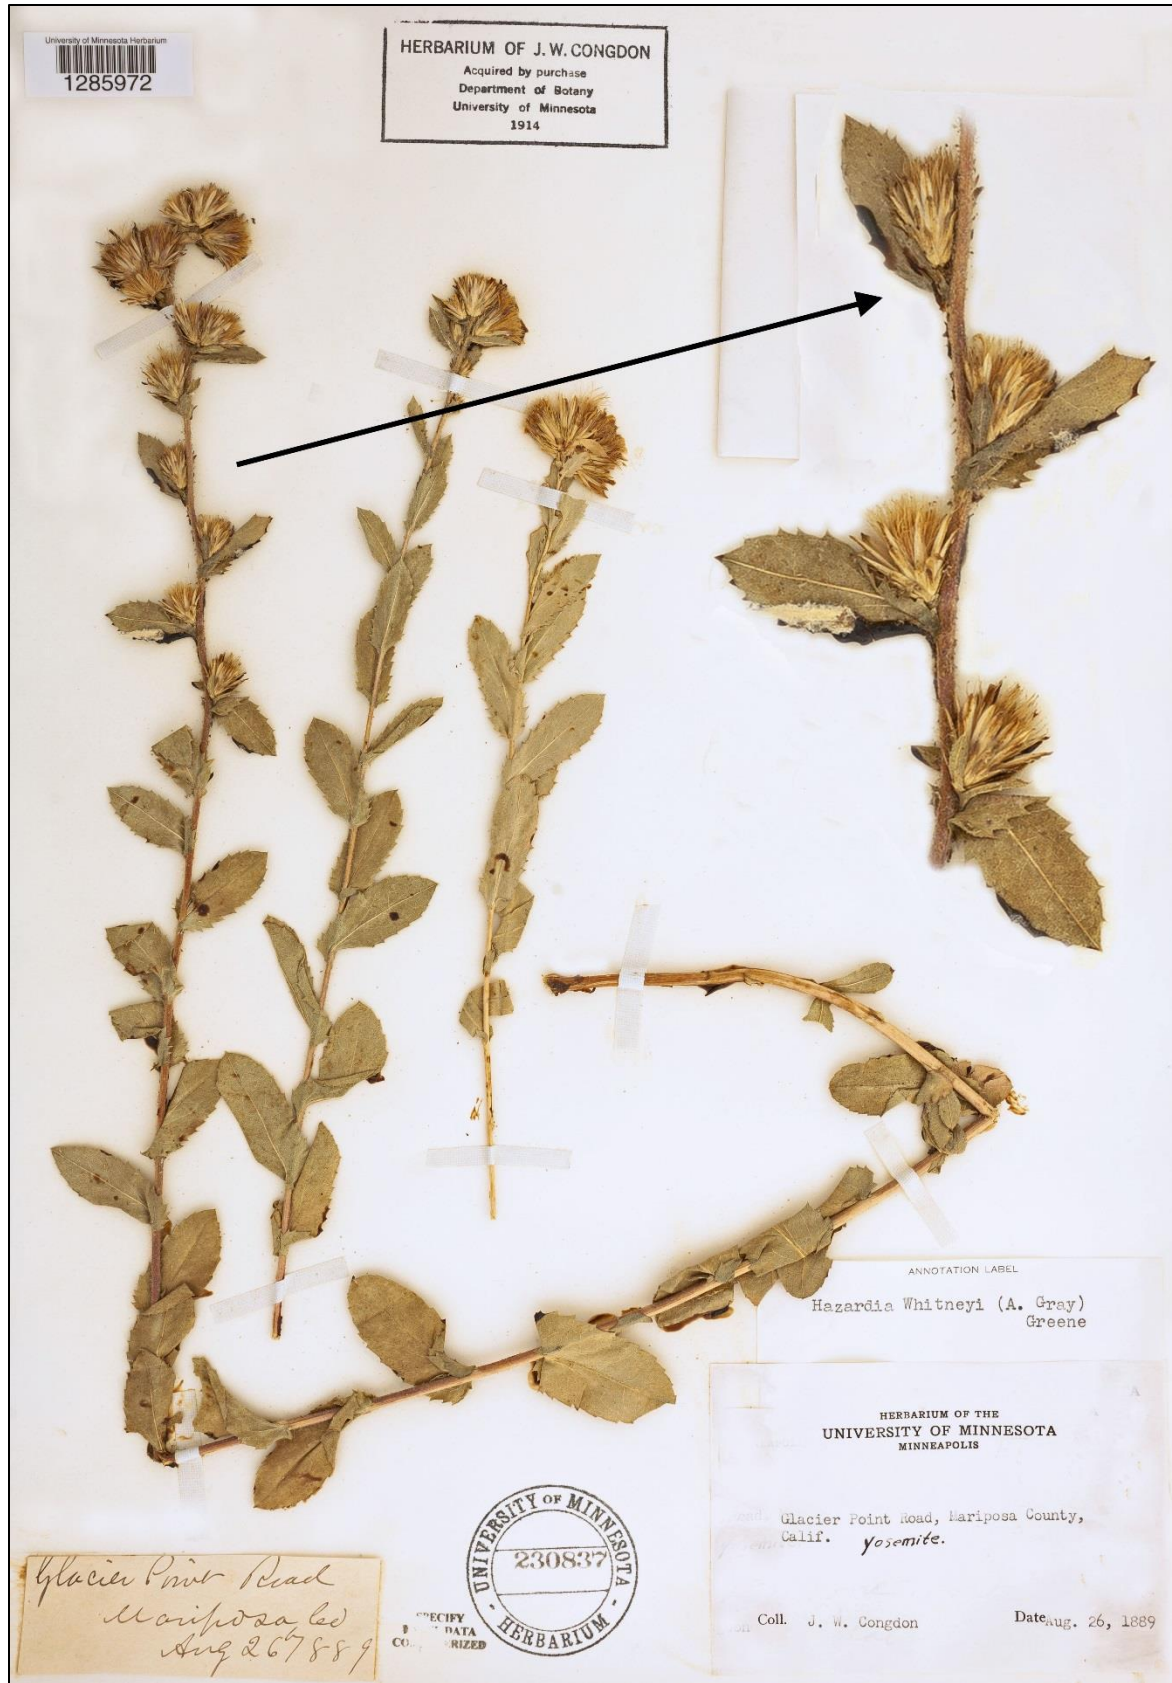 University of Minnesota Herbarium
1285972
HERBARIUM OF J. W. CONGDON
Acquired by purchase
Department of Botany
University of Minnesota
1914
ANNOTATION LABEL
Hazardia Whitneyi (A. Gray)
Greene
HERBARIUM OF THE
UNIVERSITY OF MINNESOTA
MINNEAPOLIS
Glacier Point Road, Mariposa County,
Calif. Yosemite.
Coll. J. W. Congdon Date Aug. 26, 1889
UNIVERSITY OF MINNESOTA
230837
HERBARIUM
Glacier Point Road
Mariposa Co
Aug 26th 1889
DATA